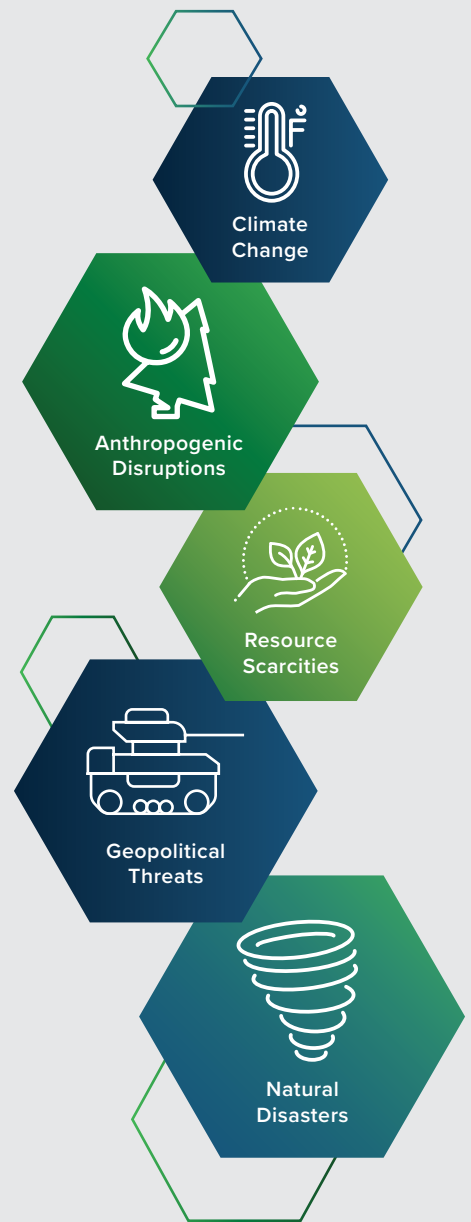 °F
Climate
Change
Anthropogenic
Disruptions
Resource
Scarcities
Geopolitical
Threats
Natural
Disasters